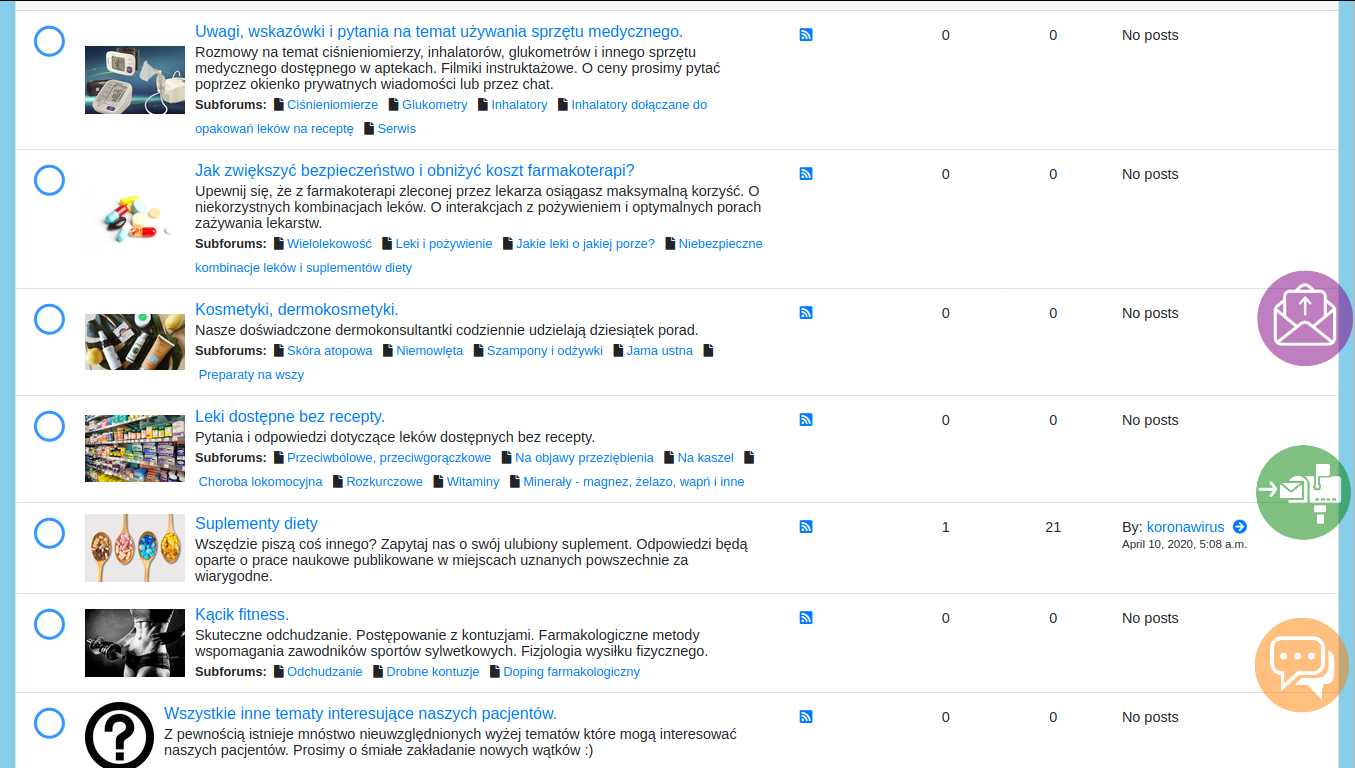 Uwagi, wskazówki i pytania na temat używania sprzętu medycznego.
Rozmowy na temat ciśnieniomierzy, inhalatorów, glukometrów i innego sprzętu
medycznego dostępnego w aptekach. Filmiki instruktażowe. O ceny prosimy pytać
poprzez okienko prywatnych wiadomości lub przez chat.
Subforums: Ciśnieniomierze Glukometry Inhalatory Inhalatory dołączane do
opakowań leków na receptę Serwis
0 0 No posts
Jak zwiększyć bezpieczeństwo i obniżyć koszt farmakoterapi?
Upewnij się, że z farmakoterapi zleconej przez lekarza osiągasz maksymalną korzyść. O
niekorzystnych kombinacjach leków. O interakcjach z pożywieniem i optymalnych porach
zażywania lekarstw.
Subforums: Wielolekowość Leki i pożywienie Jakie leki o jakiej porze? Niebezpieczne
kombinacje leków i suplementów diety
0 0 No posts
Kosmetyki, dermokosmetyki.
Nasze doświadczone dermokonsultantki codziennie udzielają dziesiątek porad.
Subforums: Skóra atopowa Niemowlęta Szampony i odżywki Jama ustna
Preparaty na wszy
0 0 No posts
Leki dostępne bez recepty.
Pytania i odpowiedzi dotyczące leków dostępnych bez recepty.
Subforums: Przeciwbólowe, przeciwgorączkowe Na objawy przeziębienia Na kaszel
Choroba lokomocyjna Rozkurczowe Witaminy Minerały - magnez, żelazo, wapń i inne
0 0 No posts
Suplementy diety
Wszędzie piszą coś innego? Zapytaj nas o swój ulubiony suplement. Odpowiedzi będą
oparte o prace naukowe publikowane w miejscach uznanych powszechnie za
wiarygodne.
1 21 By: koronawirus
April 10, 2020, 5:08 a.m.
Kącik fitness.
Skuteczne odchudzanie. Postępowanie z kontuzjami. Farmakologiczne metody
wspomagania zawodników sportów sylwetkowych. Fizjologia wysiłku fizycznego.
Subforums: Odchudzanie Drobne kontuzje Doping farmakologiczny
0 0 No posts
Wszystkie inne tematy interesujące naszych pacjentów.
Z pewnością istnieje mnóstwo nieuwzględnionych wyżej tematów które mogą interesować
naszych pacjentów. Prosimy o śmiałe zakładanie nowych wątków :)
0 0 No posts